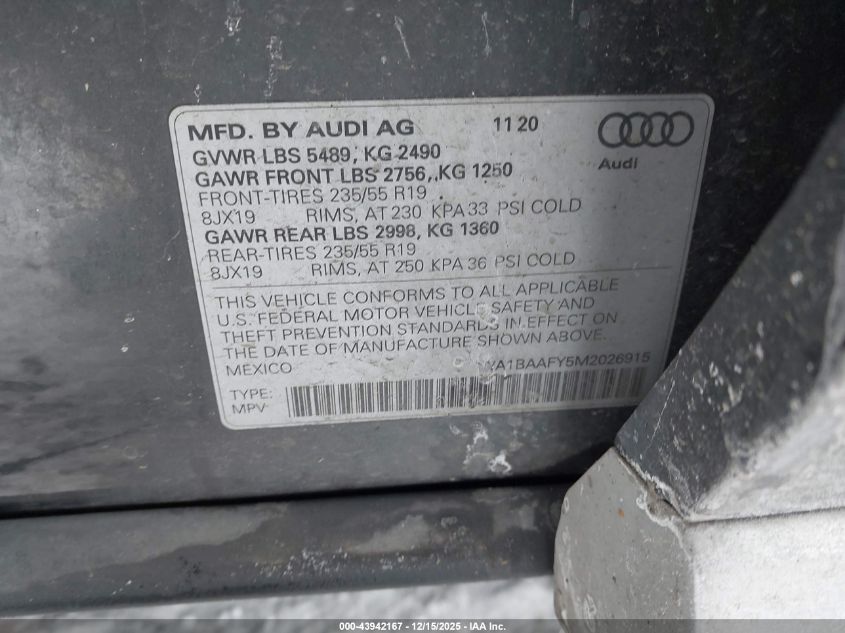 MFD. BY AUDI AG 11 20
GVWR LBS 5489, KG 2490
GAWR FRONT LBS 2756, KG 1250
FRONT-TIRES 235/55 R19
8JX19 RIMS, AT 230 KPA 33 PSI COLD
GAWR REAR LBS 2998, KG 1360
REAR-TIRES 235/55 R19
8JX19 RIMS, AT 250 KPA 36 PSI COLD
Audi
THIS VEHICLE CONFORMS TO ALL APPLICABLE
U.S. FEDERAL MOTOR VEHICLE SAFETY AND
THEFT PREVENTION STANDARDS IN EFFECT ON
THE DATE OF MANUFACTURE SHOWN ABOVE.
MEXICO WA1BAAFY5M2026915
TYPE:
MPV
000-43942167 - 12/15/2025 - IAA Inc.